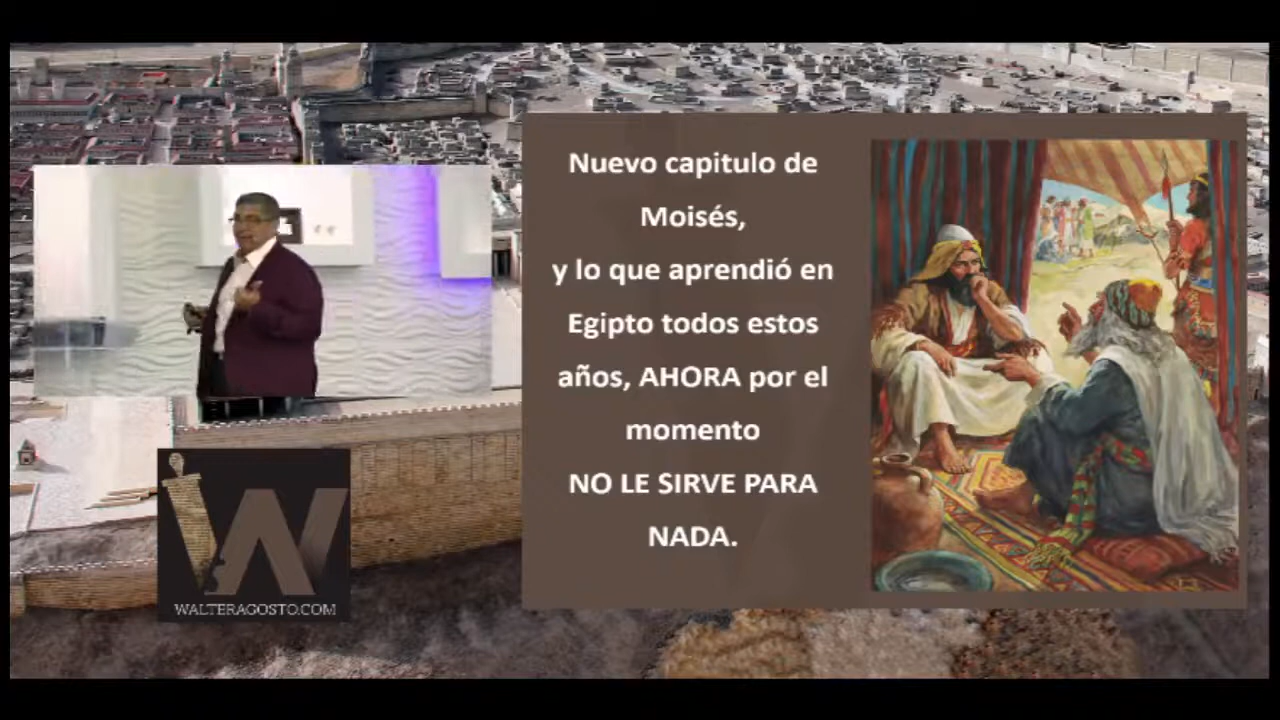 Nuevo capitulo de
Moisés,
y lo que aprendió en
Egipto todos estos
años, AHORA por el
momento
NO LE SIRVE PARA
NADA.
W
WALTERAGOSTO.COM